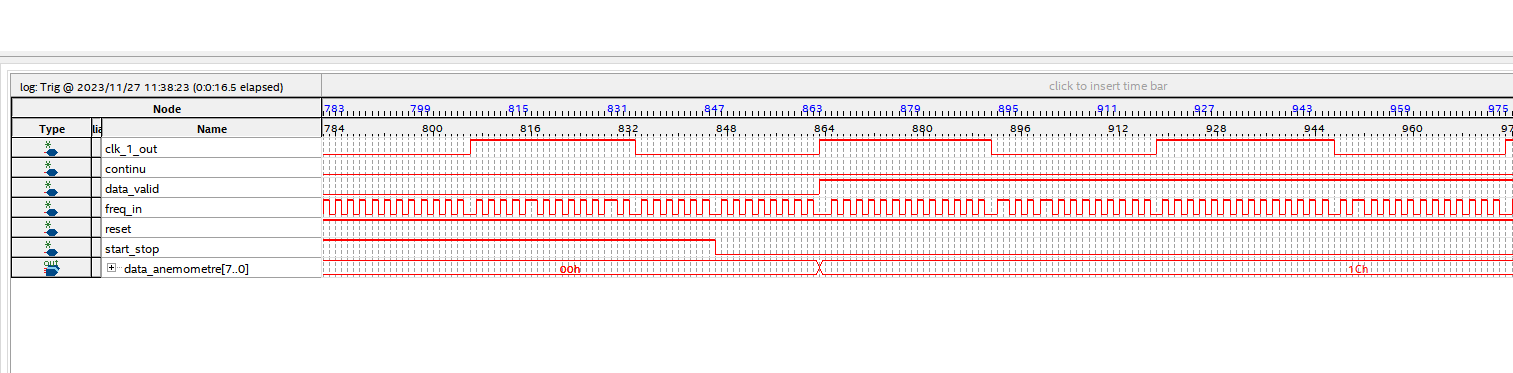 log: Trig @ 2023/11/27 11:38:23 (0:0:16.5 elapsed) click to insert time bar
Node 783 799 815 831 847 863 879 895 911 927 943 959 975
Type Name 784 800 816 832 848 864 880 896 912 928 944 960 97
clk_1_out
continu
data_valid
freq_in
reset
start_stop
out data_anemometre[7..0] 00h 1Ch